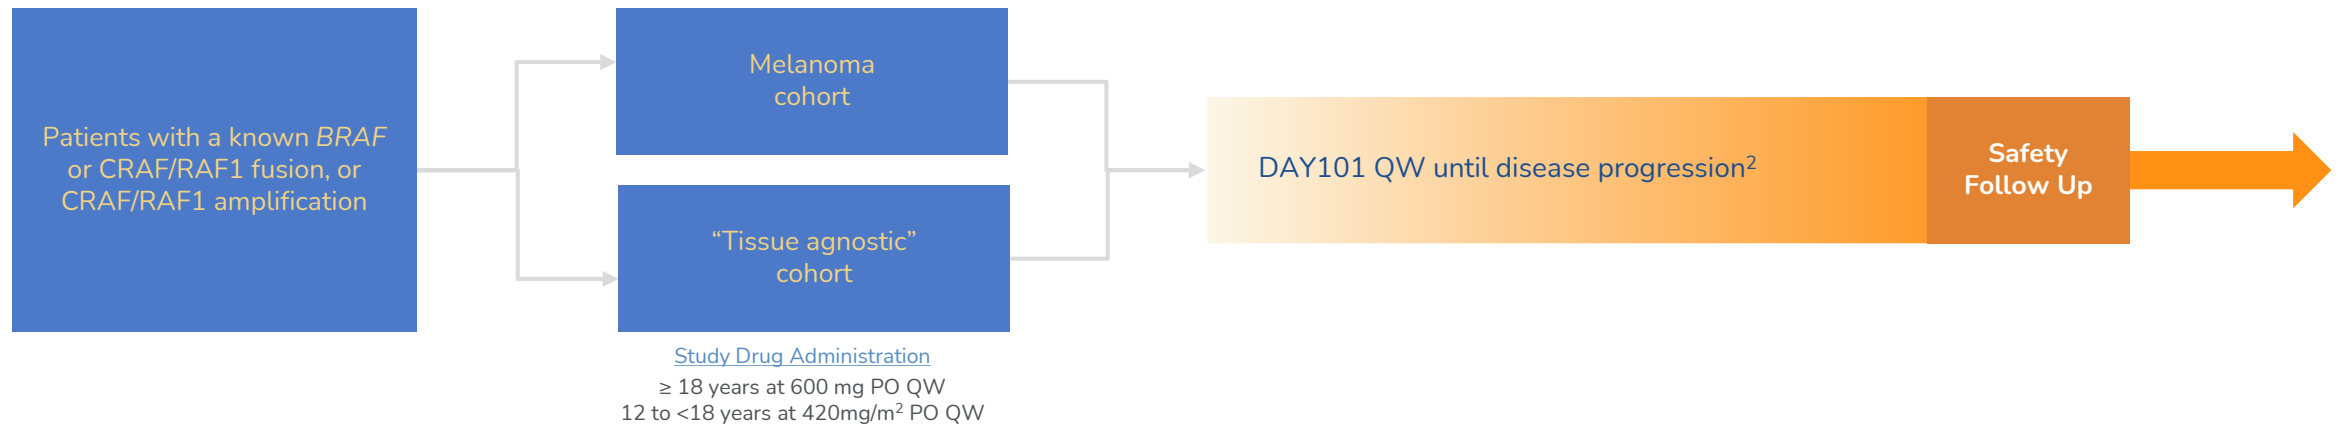 Patients with a known BRAF
or CRAF/RAF1 fusion, or
CRAF/RAF1 amplification
Melanoma
cohort
“Tissue agnostic”
cohort
Study Drug Administration
≥ 18 years at 600 mg PO QW
12 to <18 years at 420mg/m² PO QW
DAY101 QW until disease progression²
Safety
Follow Up